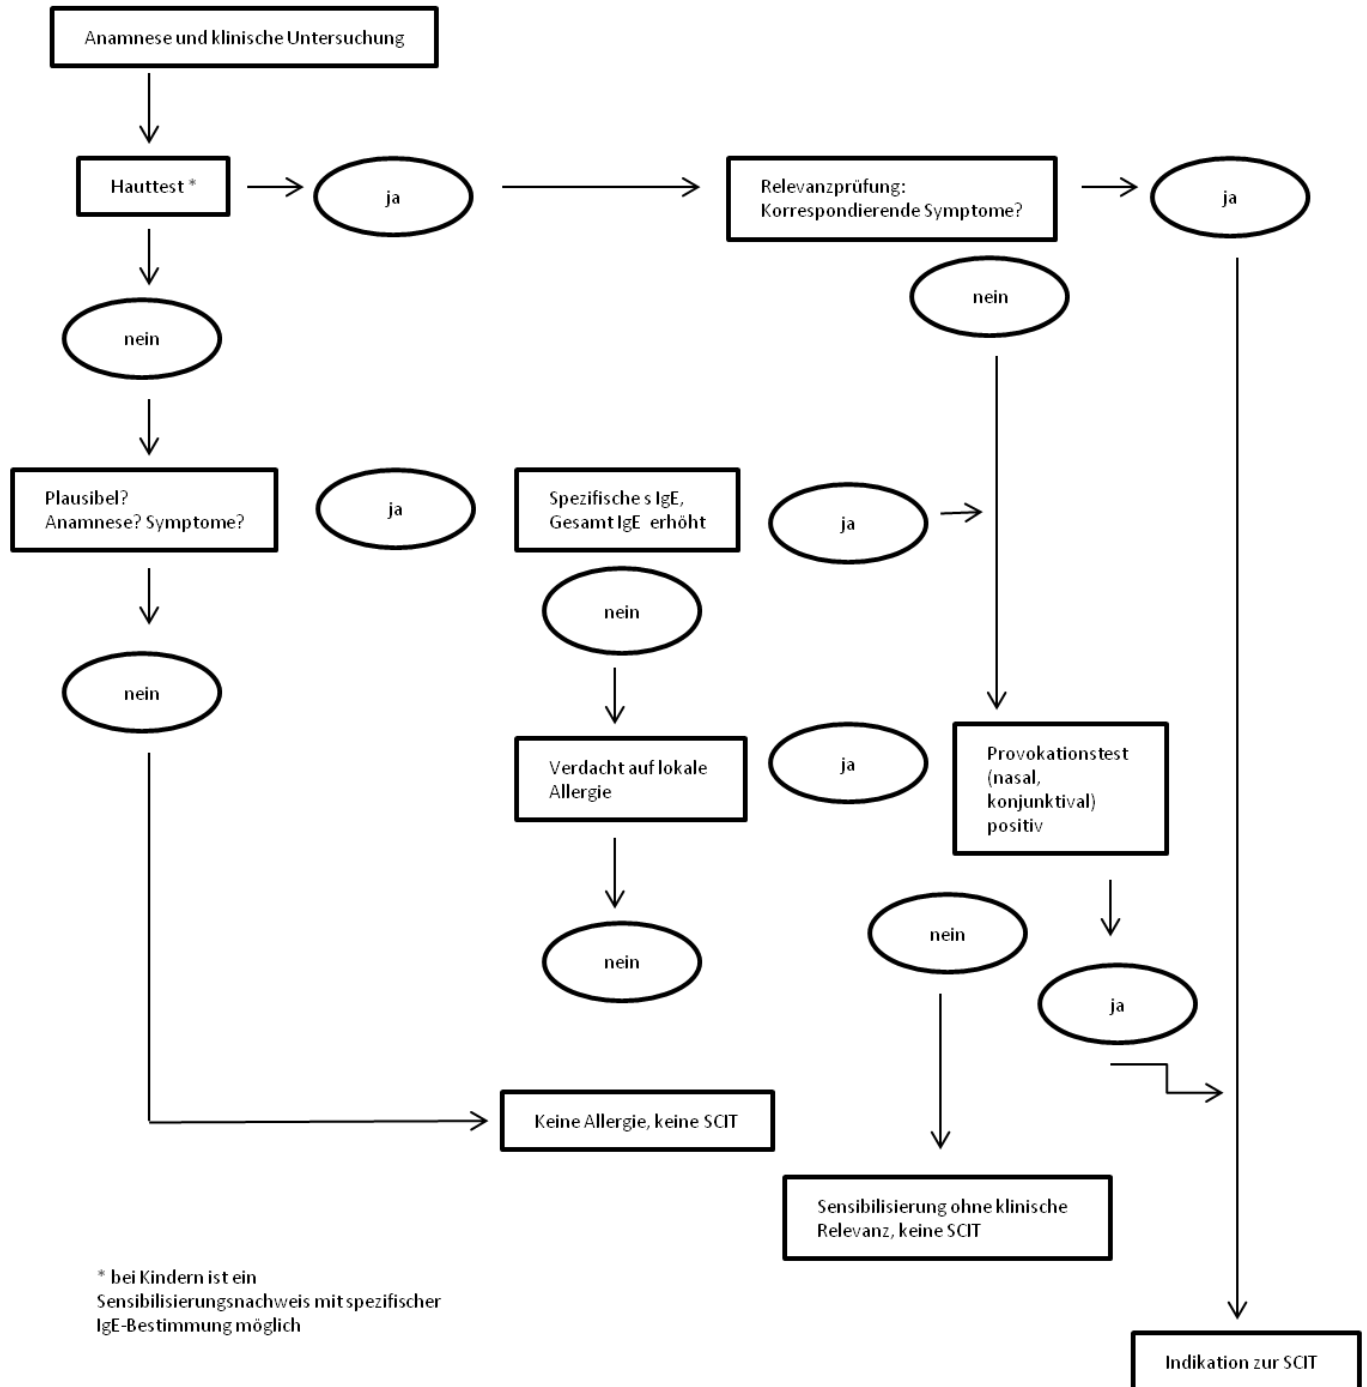 Anamnese und klinische Untersuchung
Hauttest *
ja
Relevanzprüfung:
Korrespondierende Symptome?
ja
nein
nein
Plausibel?
Anamnese? Symptome?
ja
Spezifische s IgE,
Gesamt IgE erhöht
ja
nein
nein
Verdacht auf lokale
Allergie
ja
Provokationstest
(nasal,
konjunktival)
positiv
nein
nein
ja
Keine Allergie, keine SCIT
Sensibilisierung ohne klinische
Relevanz, keine SCIT
* bei Kindern ist ein
Sensibilisierungsnachweis mit spezifischer
IgE-Bestimmung möglich
Indikation zur SCIT